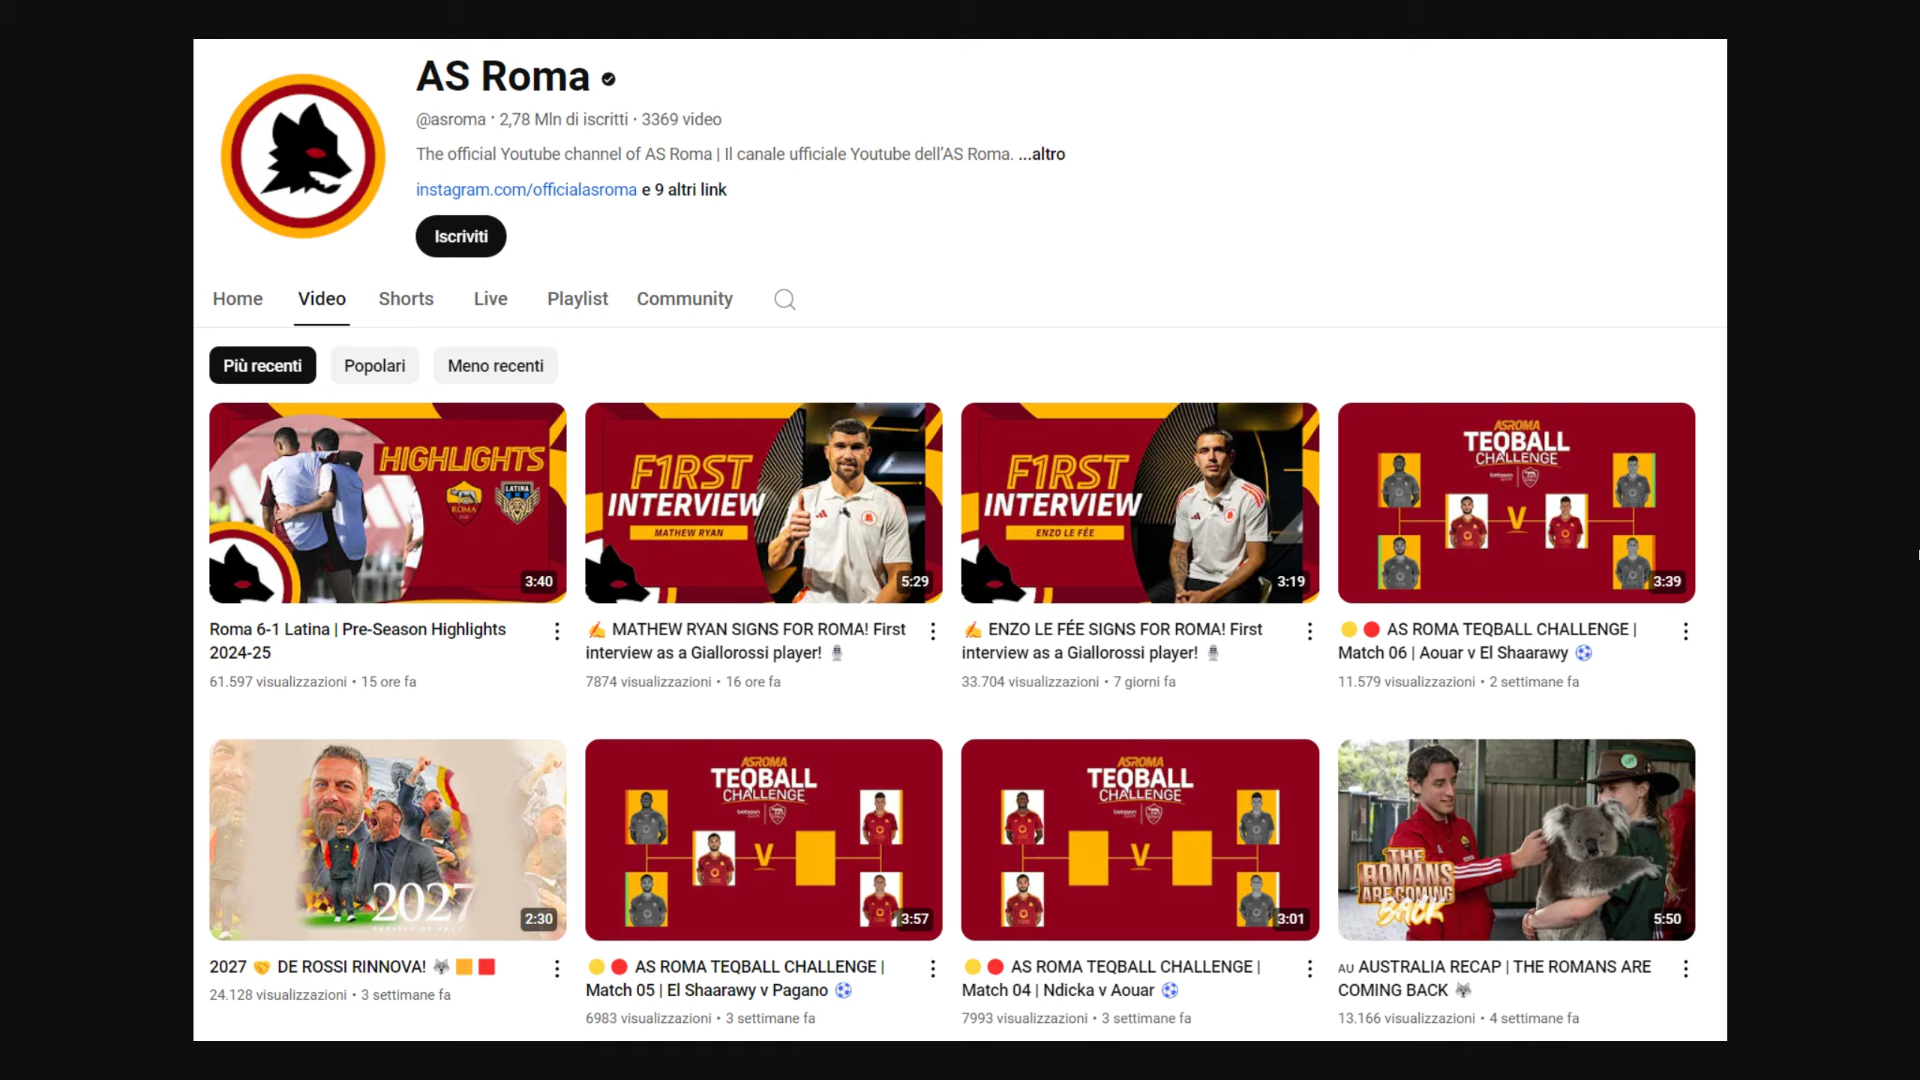 AS Roma
@asroma • 2,78 Mln di iscritti • 3369 video
The official Youtube channel of AS Roma | Il canale ufficiale Youtube dell'AS Roma. ...altro
instagram.com/officialasroma e 9 altri link
Iscriviti
Home Video Shorts Live Playlist Community
Più recenti Popolari Meno recenti
HIGHLIGHTS
ROMA
LATINA
3:40
F1RST
INTERVIEW
MATHEW RYAN
5:29
F1RST
INTERVIEW
ENZO LE FÉE
3:19
ASROMA
TEQBALL
CHALLENGE
V
3:39
Roma 6-1 Latina | Pre-Season Highlights
2024-25
61.597 visualizzazioni • 15 ore fa
✍️ MATHEW RYAN SIGNS FOR ROMA! First
interview as a Giallorossi player! 🎙️
7874 visualizzazioni • 16 ore fa
✍️ ENZO LE FÉE SIGNS FOR ROMA! First
interview as a Giallorossi player! 🎙️
33.704 visualizzazioni • 7 giorni fa
🟡 🔴 AS ROMA TEQBALL CHALLENGE |
Match 06 | Aouar v El Shaarawy ⚽
11.579 visualizzazioni • 2 settimane fa
2027
2:30
ASROMA
TEQBALL
CHALLENGE
V
3:57
ASROMA
TEQBALL
CHALLENGE
V
3:01
THE
ROMANS
ARE COMING
BACK
5:50
2027 🤝 DE ROSSI RINNOVA! 🐺 🟧 🟥
24.128 visualizzazioni • 3 settimane fa
🟡 🔴 AS ROMA TEQBALL CHALLENGE |
Match 05 | El Shaarawy v Pagano ⚽
6983 visualizzazioni • 3 settimane fa
🟡 🔴 AS ROMA TEQBALL CHALLENGE |
Match 04 | Ndicka v Aouar ⚽
7993 visualizzazioni • 3 settimane fa
AU AUSTRALIA RECAP | THE ROMANS ARE
COMING BACK 🐺
13.166 visualizzazioni • 4 settimane fa